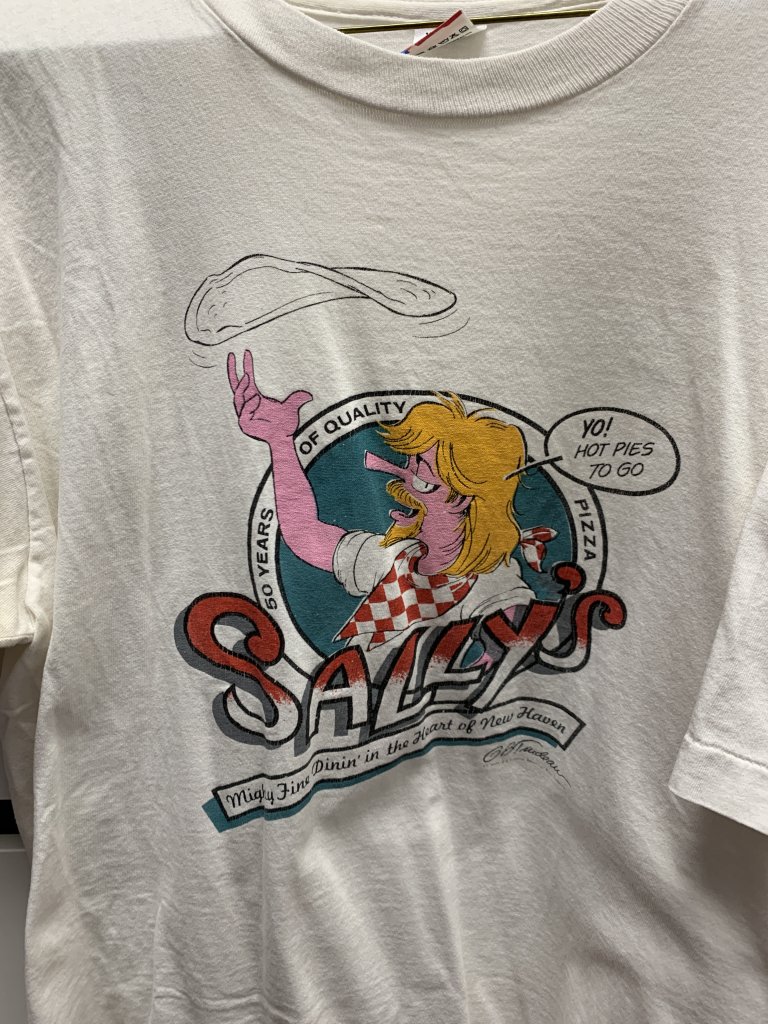 50 YEARS OF QUALITY PIZZA
YO!
HOT PIES
TO GO
SALLY'S
Mighty Fine Dinin' in the Heart of New Haven
GBTrudeau